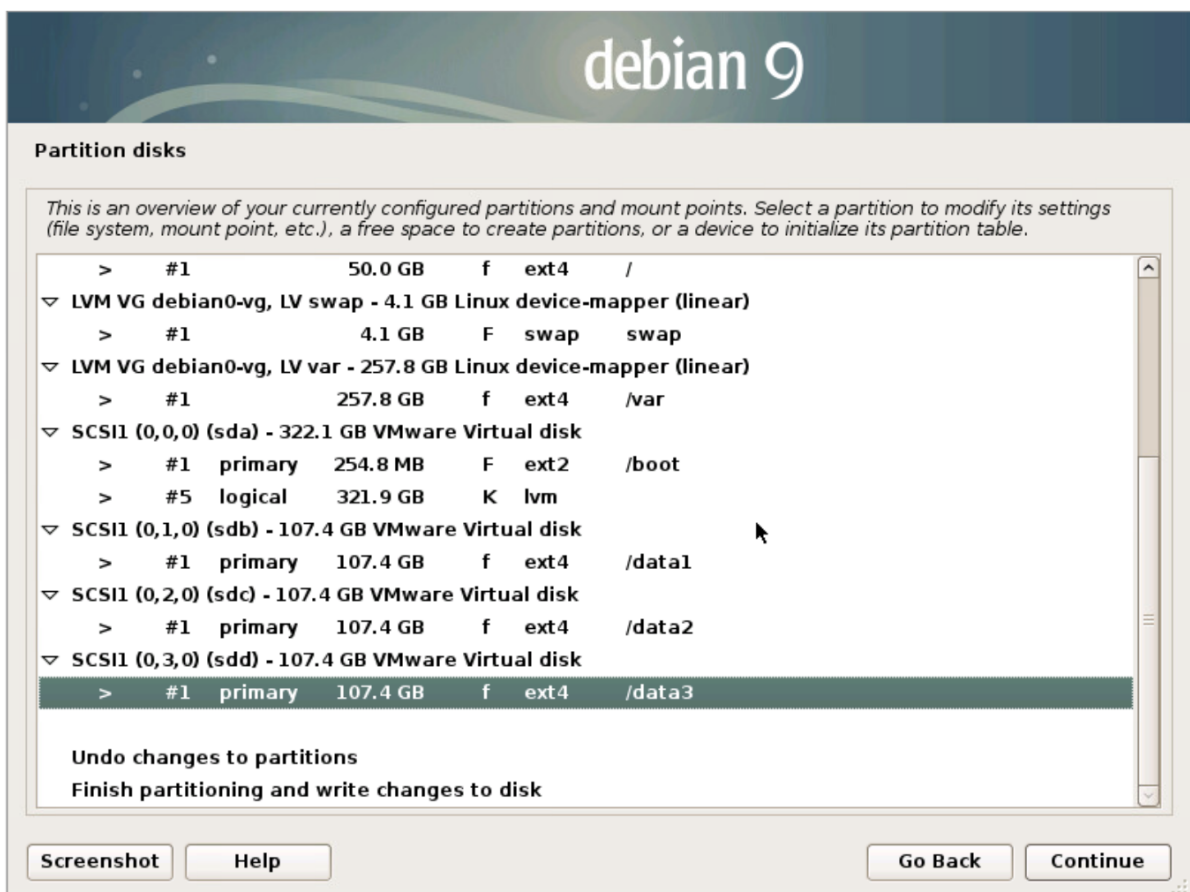 debian 9
Partition disks
This is an overview of your currently configured partitions and mount points. Select a partition to modify its settings
(file system, mount point, etc.), a free space to create partitions, or a device to initialize its partition table.
> #1 50.0 GB f ext4 /
LVM VG debian0-vg, LV swap - 4.1 GB Linux device-mapper (linear)
> #1 4.1 GB F swap swap
LVM VG debian0-vg, LV var - 257.8 GB Linux device-mapper (linear)
> #1 257.8 GB f ext4 /var
SCSI1 (0,0,0) (sda) - 322.1 GB VMware Virtual disk
> #1 primary 254.8 MB F ext2 /boot
> #5 logical 321.9 GB K lvm
SCSI1 (0,1,0) (sdb) - 107.4 GB VMware Virtual disk
> #1 primary 107.4 GB f ext4 /data1
SCSI1 (0,2,0) (sdc) - 107.4 GB VMware Virtual disk
> #1 primary 107.4 GB f ext4 /data2
SCSI1 (0,3,0) (sdd) - 107.4 GB VMware Virtual disk
> #1 primary 107.4 GB f ext4 /data3
Undo changes to partitions
Finish partitioning and write changes to disk
Screenshot Help Go Back Continue